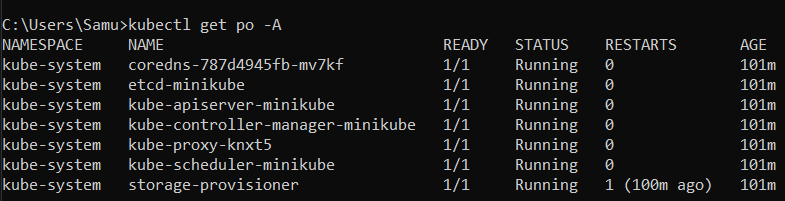 C:\Users\Samu>kubectl get po -A
NAMESPACE NAME READY STATUS RESTARTS AGE
kube-system coredns-787d4945fb-mv7kf 1/1 Running 0 101m
kube-system etcd-minikube 1/1 Running 0 101m
kube-system kube-apiserver-minikube 1/1 Running 0 101m
kube-system kube-controller-manager-minikube 1/1 Running 0 101m
kube-system kube-proxy-knxt5 1/1 Running 0 101m
kube-system kube-scheduler-minikube 1/1 Running 0 101m
kube-system storage-provisioner 1/1 Running 1 (100m ago) 101m